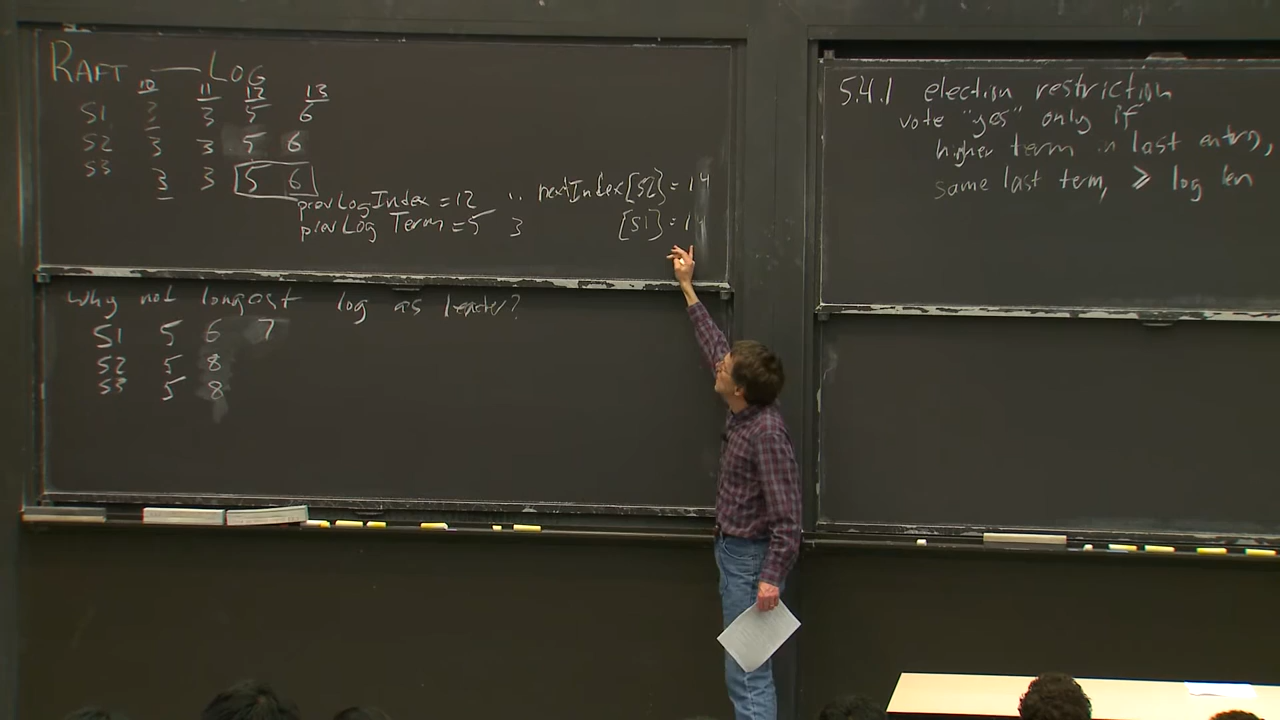 RAFT — LOG
10 11 12 13
S1 3 3 5 6
S2 3 3 5 6
S3 3 3 5 6
prevLogIndex = 12 nextIndex[S2] = 14
prevLog Term = 5 3 [S1] = 14
why not longest log as leader?
S1 5 6 7
S2 5 8
S3 5 8
5.4.1 election restriction
vote "yes" only if
higher term in last entry,
same last term, ≥ log len